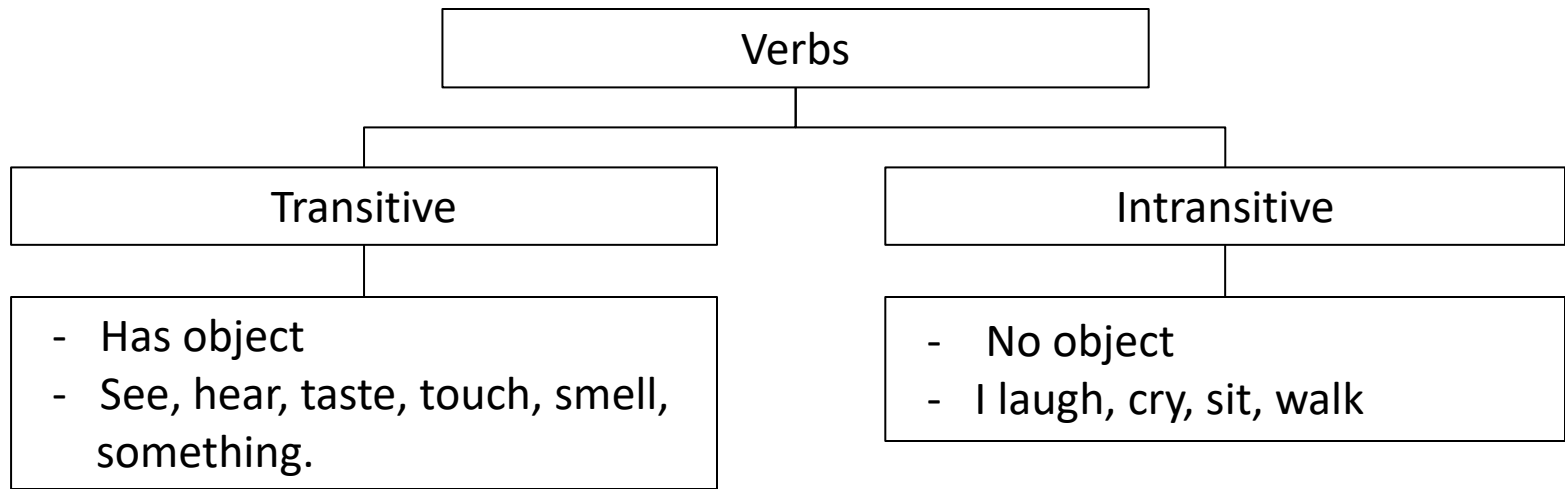 Verbs
Transitive
Intransitive
- Has object
- See, hear, taste, touch, smell,
something.
- No object
- I laugh, cry, sit, walk